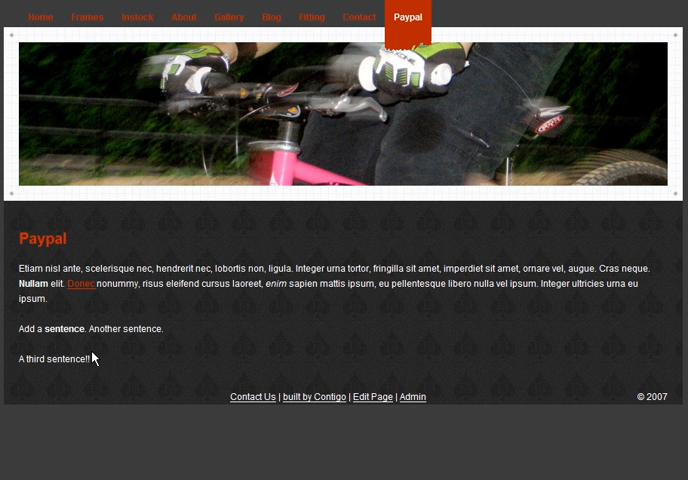 Home Frames Instock About Gallery Blog Fitting Contact Paypal
Paypal
Etiam nisl ante, scelerisque nec, hendrerit nec, lobortis non, ligula. Integer urna tortor, fringilla sit amet, imperdiet sit amet, ornare vel, augue. Cras neque.
Nullam elit. Donec nonummy, risus eleifend cursus laoreet, enim sapien mattis ipsum, eu pellentesque libero nulla vel ipsum. Integer ultricies urna eu
ipsum.
Add a sentence. Another sentence.
A third sentence!!
Contact Us | built by Contigo | Edit Page | Admin © 2007